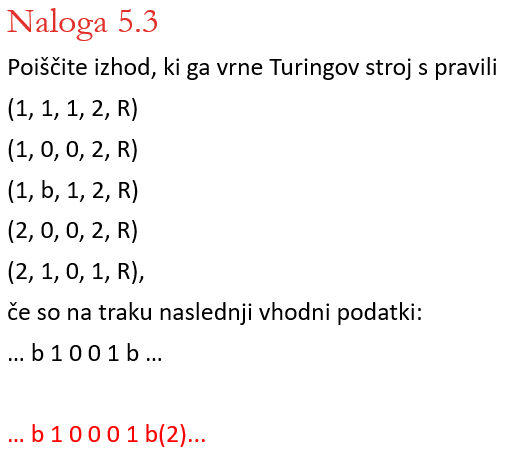 Naloga 5.3
Poiščite izhod, ki ga vrne Turingov stroj s pravili
(1, 1, 1, 2, R)
(1, 0, 0, 2, R)
(1, b, 1, 2, R)
(2, 0, 0, 2, R)
(2, 1, 0, 1, R),
če so na traku naslednji vhodni podatki:
… b 1 0 0 1 b …
… b 1 0 0 0 1 b(2)...